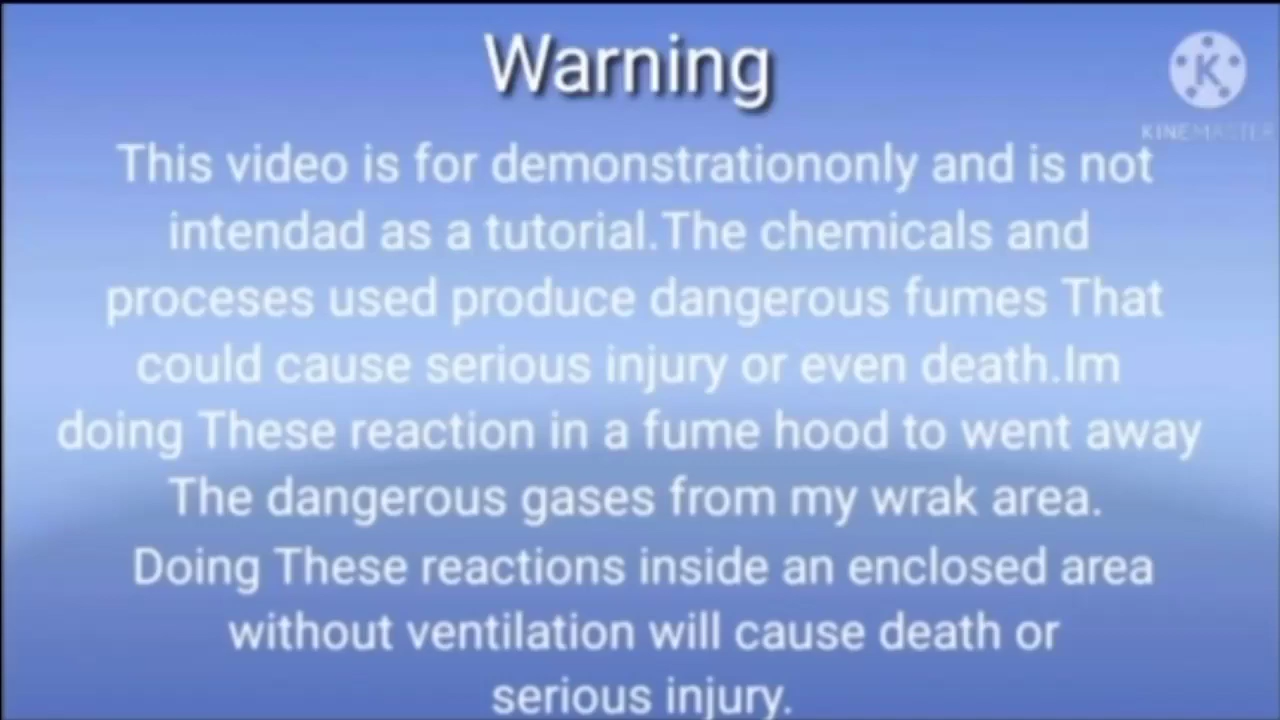 Warning
KINEMASTER
This video is for demonstrationonly and is not
intendad as a tutorial.The chemicals and
proceses used produce dangerous fumes That
could cause serious injury or even death.Im
doing These reaction in a fume hood to went away
The dangerous gases from my wrak area.
Doing These reactions inside an enclosed area
without ventilation will cause death or
serious injury.